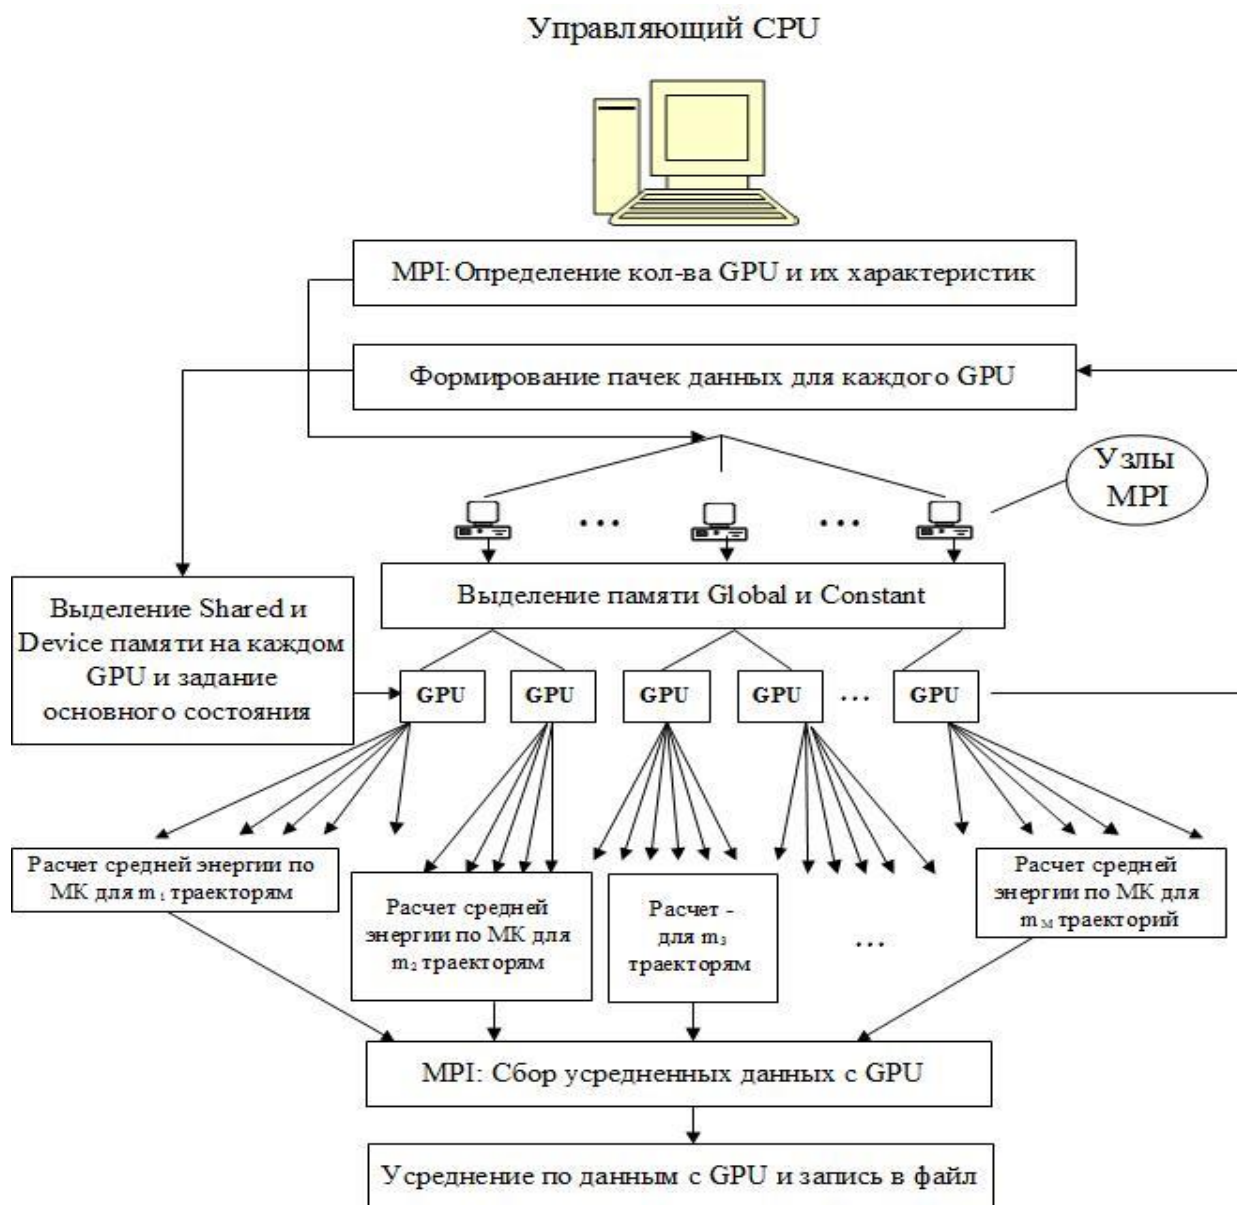 Управляющий CPU
MPI: Определение кол-ва GPU и их характеристик
Формирование пачек данных для каждого GPU
Узлы
MPI
...
...
Выделение памяти Global и Constant
Выделение Shared и
Device памяти на каждом
GPU и задание
основного состояния
GPU
GPU
GPU
GPU
...
GPU
Расчет средней энергии по
МК для m₁ траекторям
Расчет средней
энергии по МК для
m₂ траекторям
Расчет -
для m₃
траекторям
...
Расчет средней
энергии по МК для
m_M траекторий
MPI: Сбор усредненных данных с GPU
Усреднение по данным с GPU и запись в файл